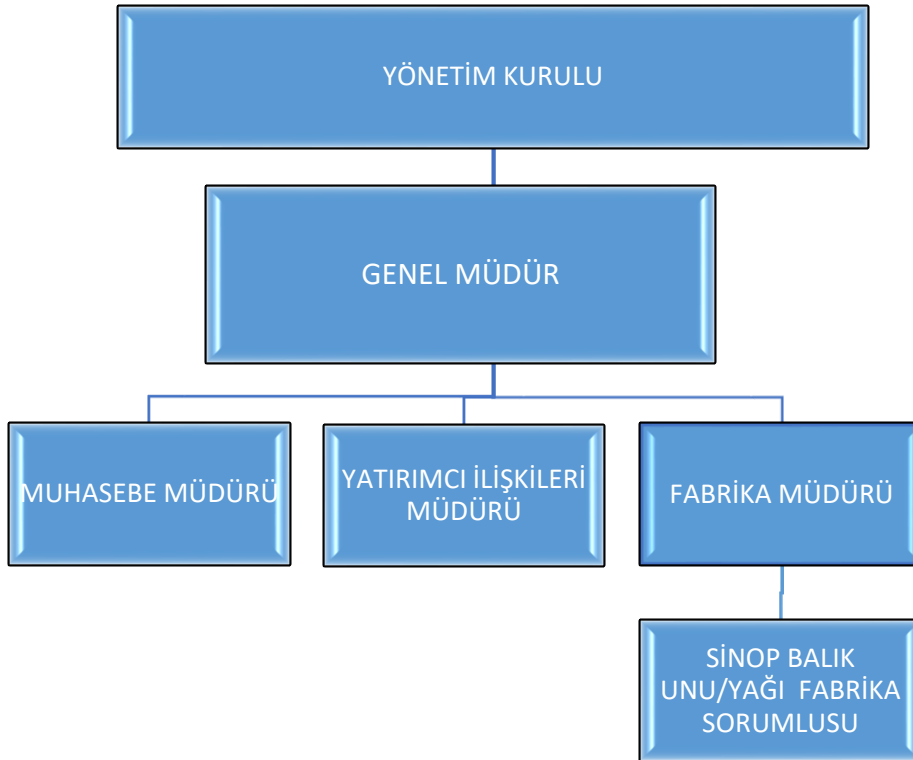 YÖNETİM KURULU
GENEL MÜDÜR
MUHASEBE MÜDÜRÜ
YATIRIMCI İLİŞKİLERİ
MÜDÜRÜ
FABRİKA MÜDÜRÜ
SİNOP BALIK
UNU/YAĞI FABRİKA
SORUMLUSU